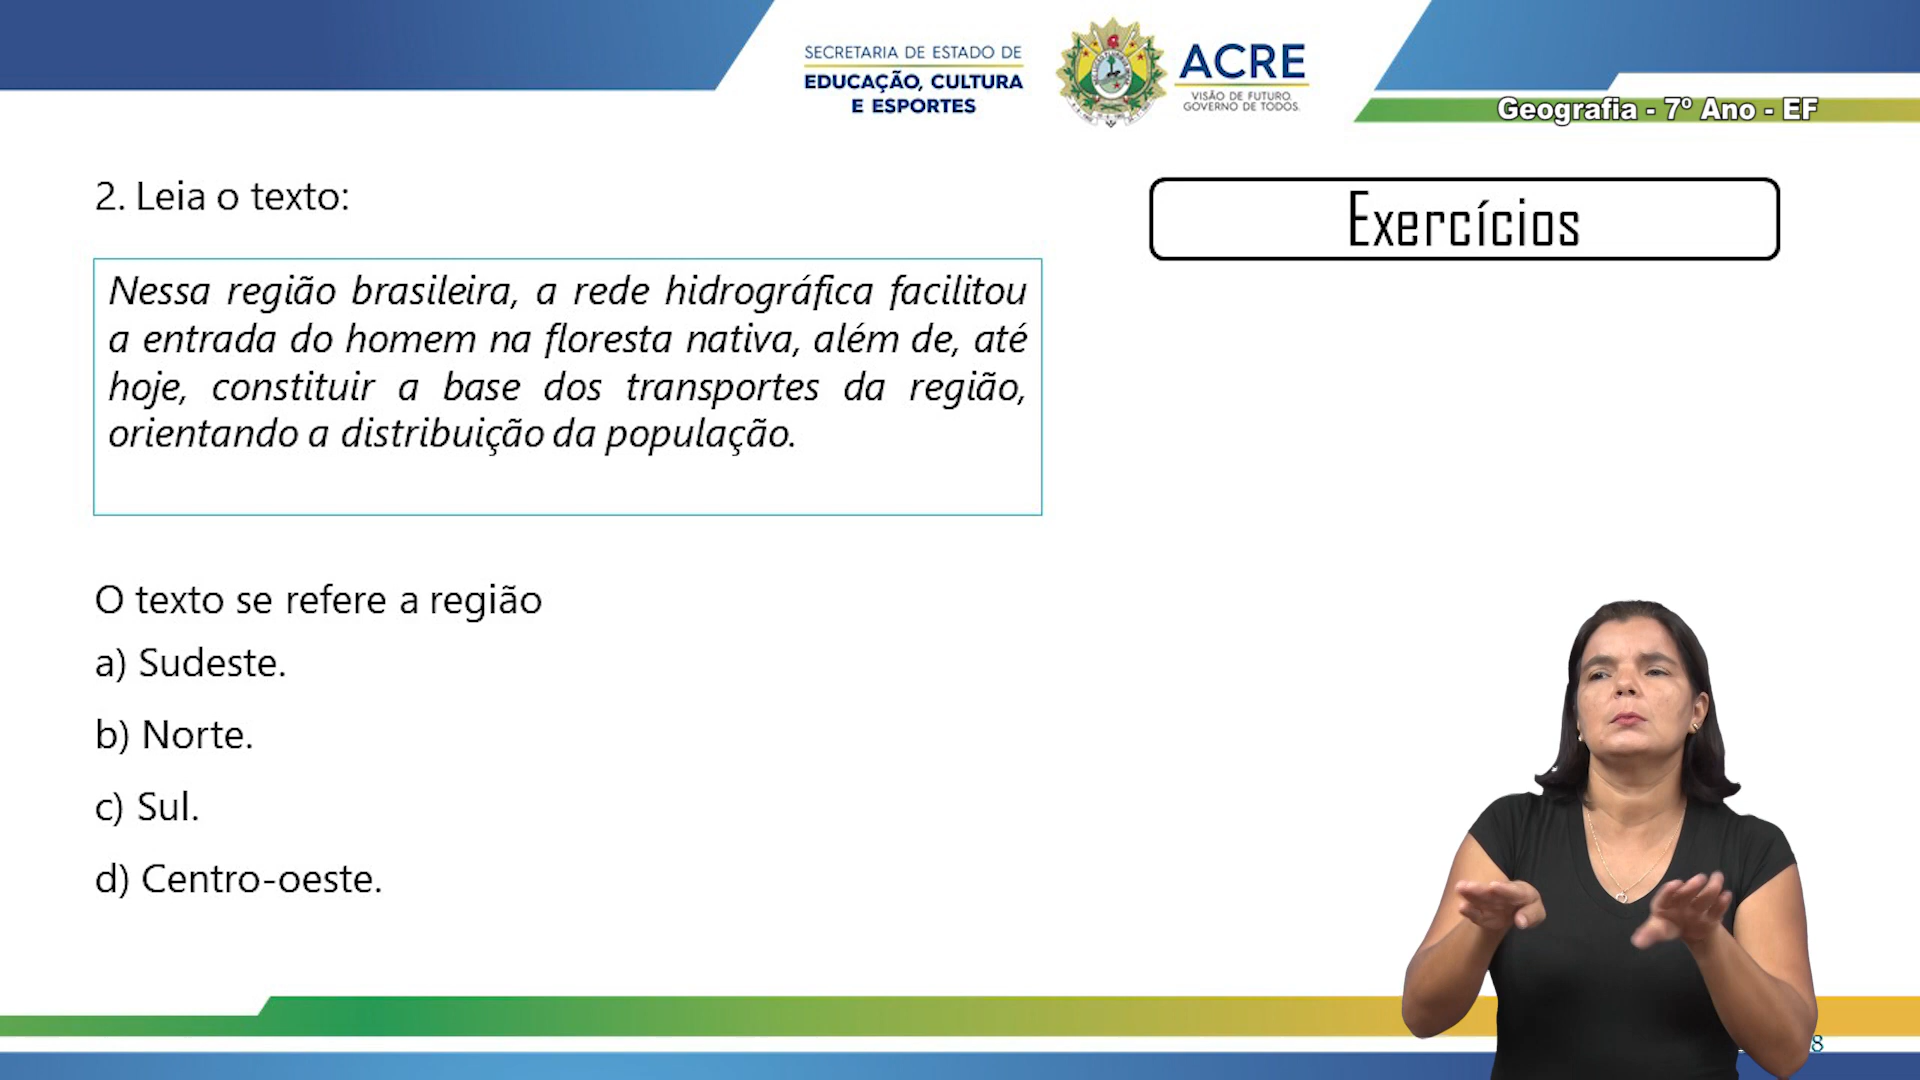 SECRETARIA DE ESTADO DE
EDUCAÇÃO, CULTURA
E ESPORTES
ACRE
VISÃO DE FUTURO.
GOVERNO DE TODOS.
Geografia - 7º Ano - EF
2. Leia o texto:
Exercícios
Nessa região brasileira, a rede hidrográfica facilitou
a entrada do homem na floresta nativa, além de, até
hoje, constituir a base dos transportes da região,
orientando a distribuição da população.
O texto se refere a região
a) Sudeste.
b) Norte.
c) Sul.
d) Centro-oeste.
8